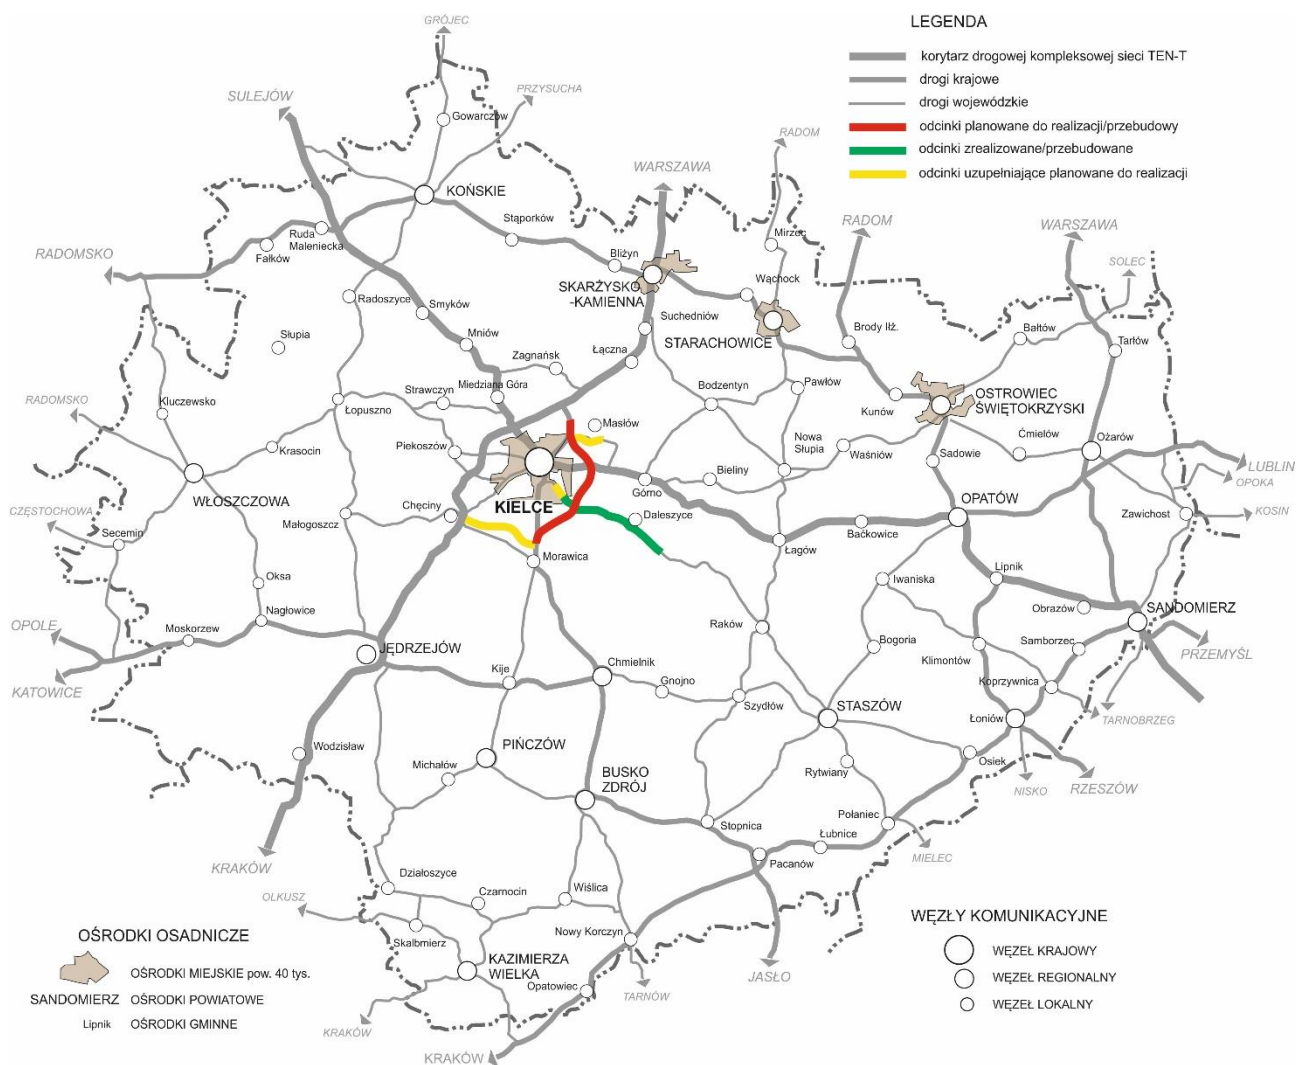 GRÓJEC
LEGENDA
korytarz drogowej kompleksowej sieci TEN-T
drogi krajowe
drogi wojewódzkie
odcinki planowane do realizacji/przebudowy
odcinki zrealizowane/przebudowane
odcinki uzupełniające planowane do realizacji
SULEJÓW
PRZYSUCHA
Gowarczów
RADOM
WARSZAWA
KOŃSKIE
Stąporków
Ruda
Maleniecka
Fałków
RADOMSKO
Bliżyn
SKARŻYSKO
-KAMIENNA
Mirzec
RADOM
WARSZAWA
SOLEC
Wąchock
Radoszyce
Smyków
Suchedniów
STARACHOWICE
Brody Iłż.
Bałtów
Tarłów
Słupia
Mniów
Zagnańsk
Łączna
Strawczyn
Miedziana Góra
Bodzentyn
Pawłów
Kunów
OSTROWIEC
ŚWIĘTOKRZYSKI
RADOMSKO
Kluczewsko
Łopuszno
Masłów
Krasocin
Piekoszów
Nowa
Słupia
Waśniów
Ćmielów
Ożarów
Sadowie
LUBLIN
OPOKA
WŁOSZCZOWA
KIELCE
Górno
Bieliny
OPATÓW
Chęciny
Daleszyce
Zawichost
KOSIN
CZĘSTOCHOWA
Secemin
Małogoszcz
Morawica
Łagów
Baćkowice
Oksa
Iwaniska
Lipnik
Obrazów
SANDOMIERZ
Nagłowice
OPOLE
Moskorzew
Raków
Bogoria
Samborzec
Klimontów
PRZEMYŚL
JĘDRZEJÓW
KATOWICE
Kije
Chmielnik
Gnojno
Szydłów
STASZÓW
Koprzywnica
TARNOBRZEG
Łoniów
Wodzisław
PIŃCZÓW
Michałów
BUSKO
ZDRÓJ
Rytwiany
Osiek
NISKO
RZESZÓW
Stopnica
Połaniec
Łubnice
MIELEC
Pacanów
KRAKÓW
Działoszyce
Czarnocin
Wiślica
OLKUSZ
Skalbmierz
Nowy Korczyn
KAZIMIERZA
WIELKA
Opatowiec
TARNÓW
JASŁO
KRAKÓW
KRAKÓW
OŚRODKI OSADNICZE
OŚRODKI MIEJSKIE pow. 40 tys.
SANDOMIERZ OŚRODKI POWIATOWE
Lipnik OŚRODKI GMINNE
WĘZŁY KOMUNIKACYJNE
WĘZEŁ KRAJOWY
WĘZEŁ REGIONALNY
WĘZEŁ LOKALNY